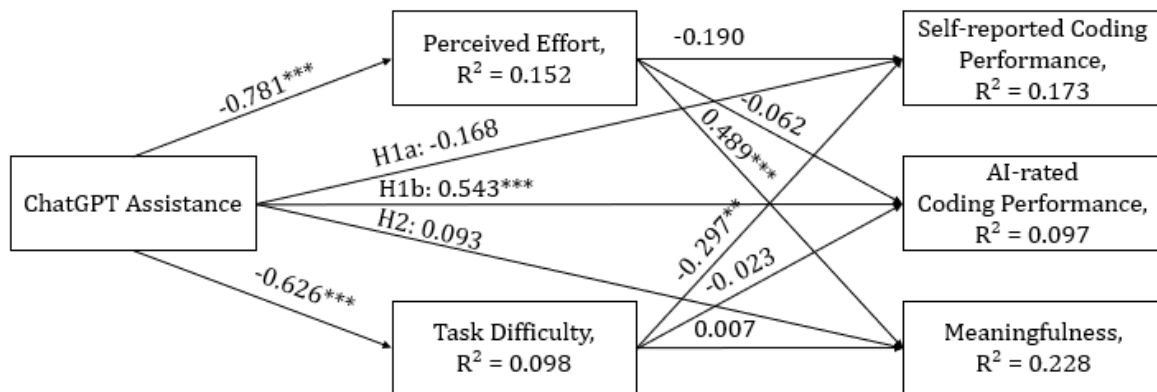 Perceived Effort,
R² = 0.152
-0.190
Self-reported Coding
Performance,
R² = 0.173
-0.781***
-0.062
0.489***
H1a: -0.168
ChatGPT Assistance
H1b: 0.543***
AI-rated
Coding Performance,
R² = 0.097
H2: 0.093
-0. 297**
-0. 023
-0.626***
Task Difficulty,
R² = 0.098
0.007
Meaningfulness,
R² = 0.228